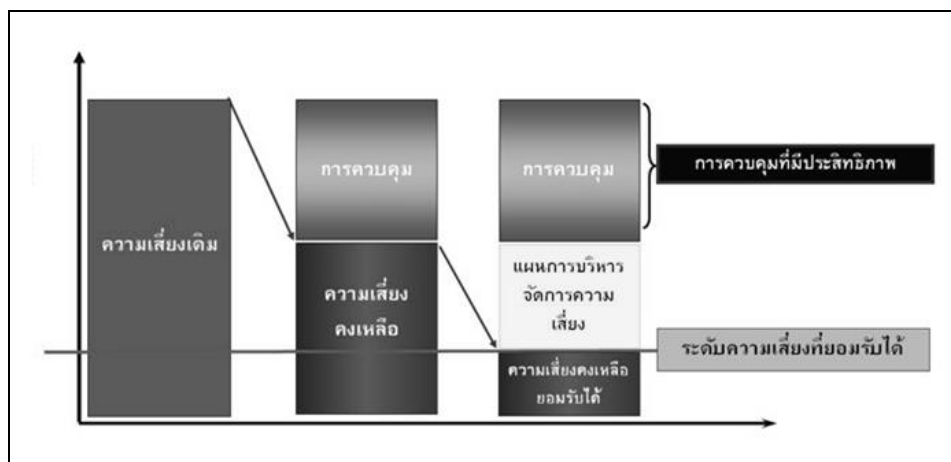 การควบคุม
การควบคุม
การควบคุมที่มีประสิทธิภาพ
ความเสี่ยงเดิม
ความเสี่ยง
คงเหลือ
แผนการบริหาร
จัดการความ
เสี่ยง
ระดับความเสี่ยงที่ยอมรับได้
ความเสี่ยงคงเหลือ
ยอมรับได้